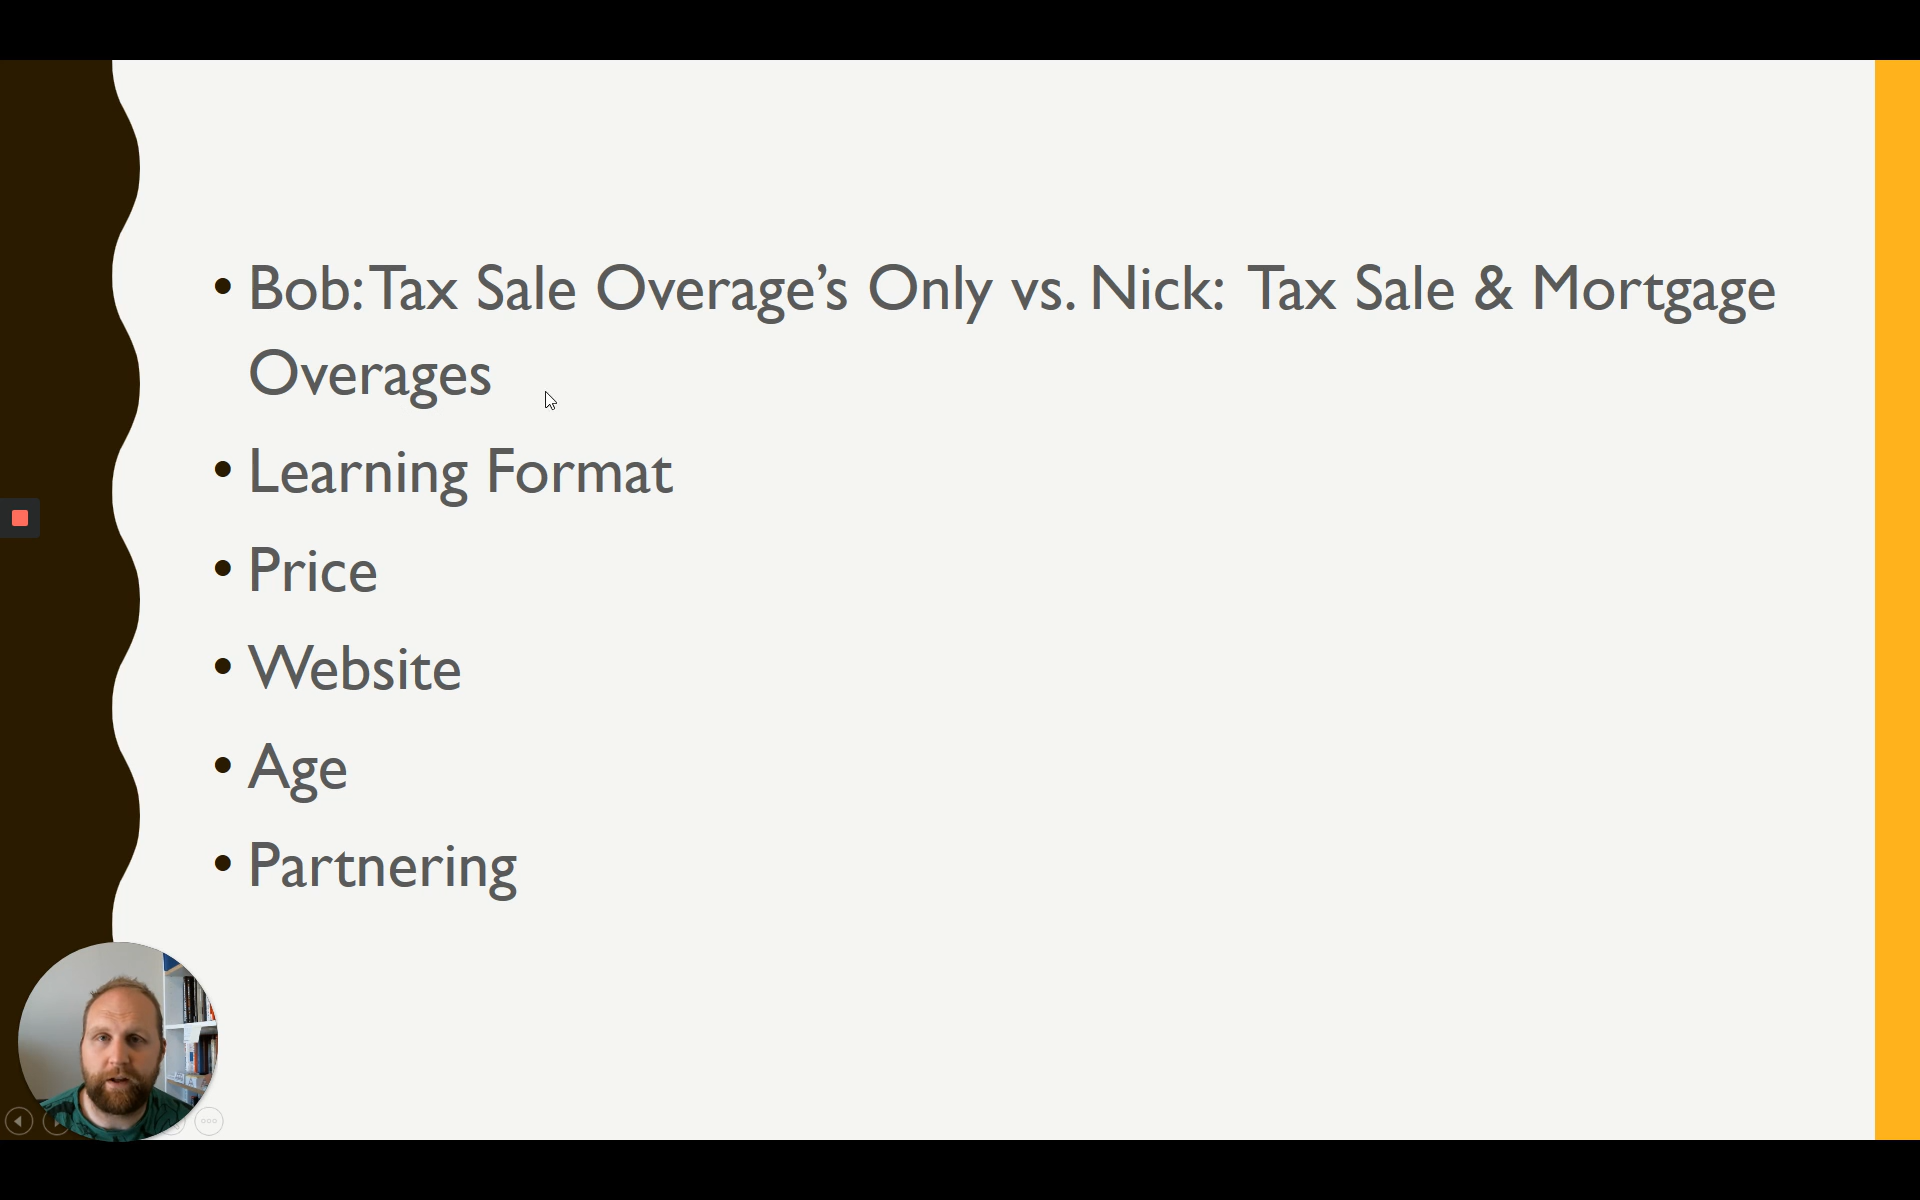 • Bob: Tax Sale Overage’s Only vs. Nick: Tax Sale & Mortgage
Overages
• Learning Format
• Price
• Website
• Age
• Partnering